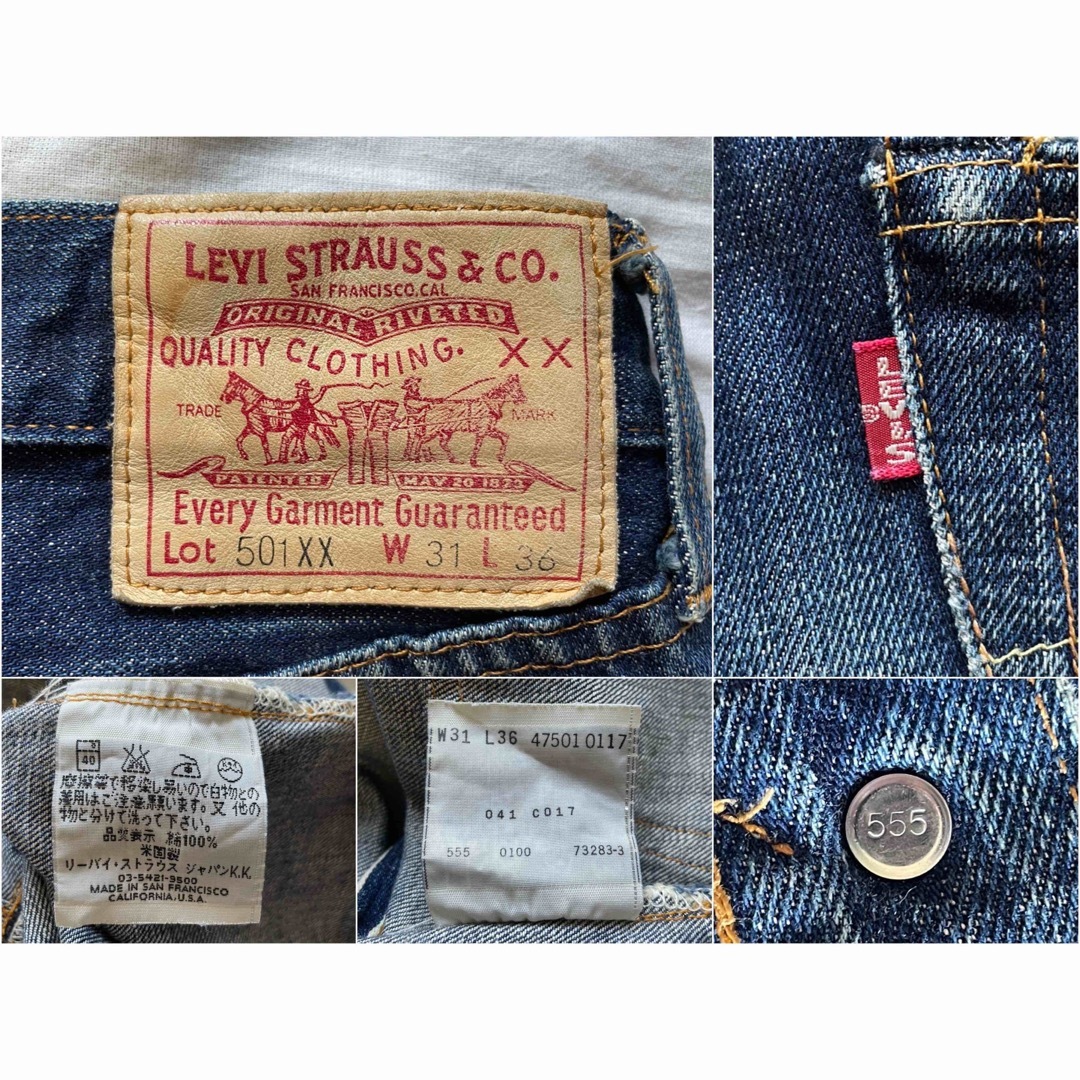 LEVI STRAUSS & CO.
SAN FRANCISCO, CAL
ORIGINAL RIVETED
QUALITY CLOTHING. XX
TRADE MARK
PATENTED MAY 20 1873
Every Garment Guaranteed
Lot 501XX W 31 L 36
LEVI'S
®
40
摩擦等で移染し易いので白物との
着用はご注意願います。又他の
物と分けて洗って下さい。
品質表示 綿100%
米国製
リーバイ・ストラウス ジャパンK.K.
03-5421-9500
MADE IN SAN FRANCISCO
CALIFORNIA, U.S.A.
W31 L36 47501 0117
041 C017
555 0100 73283-3
555